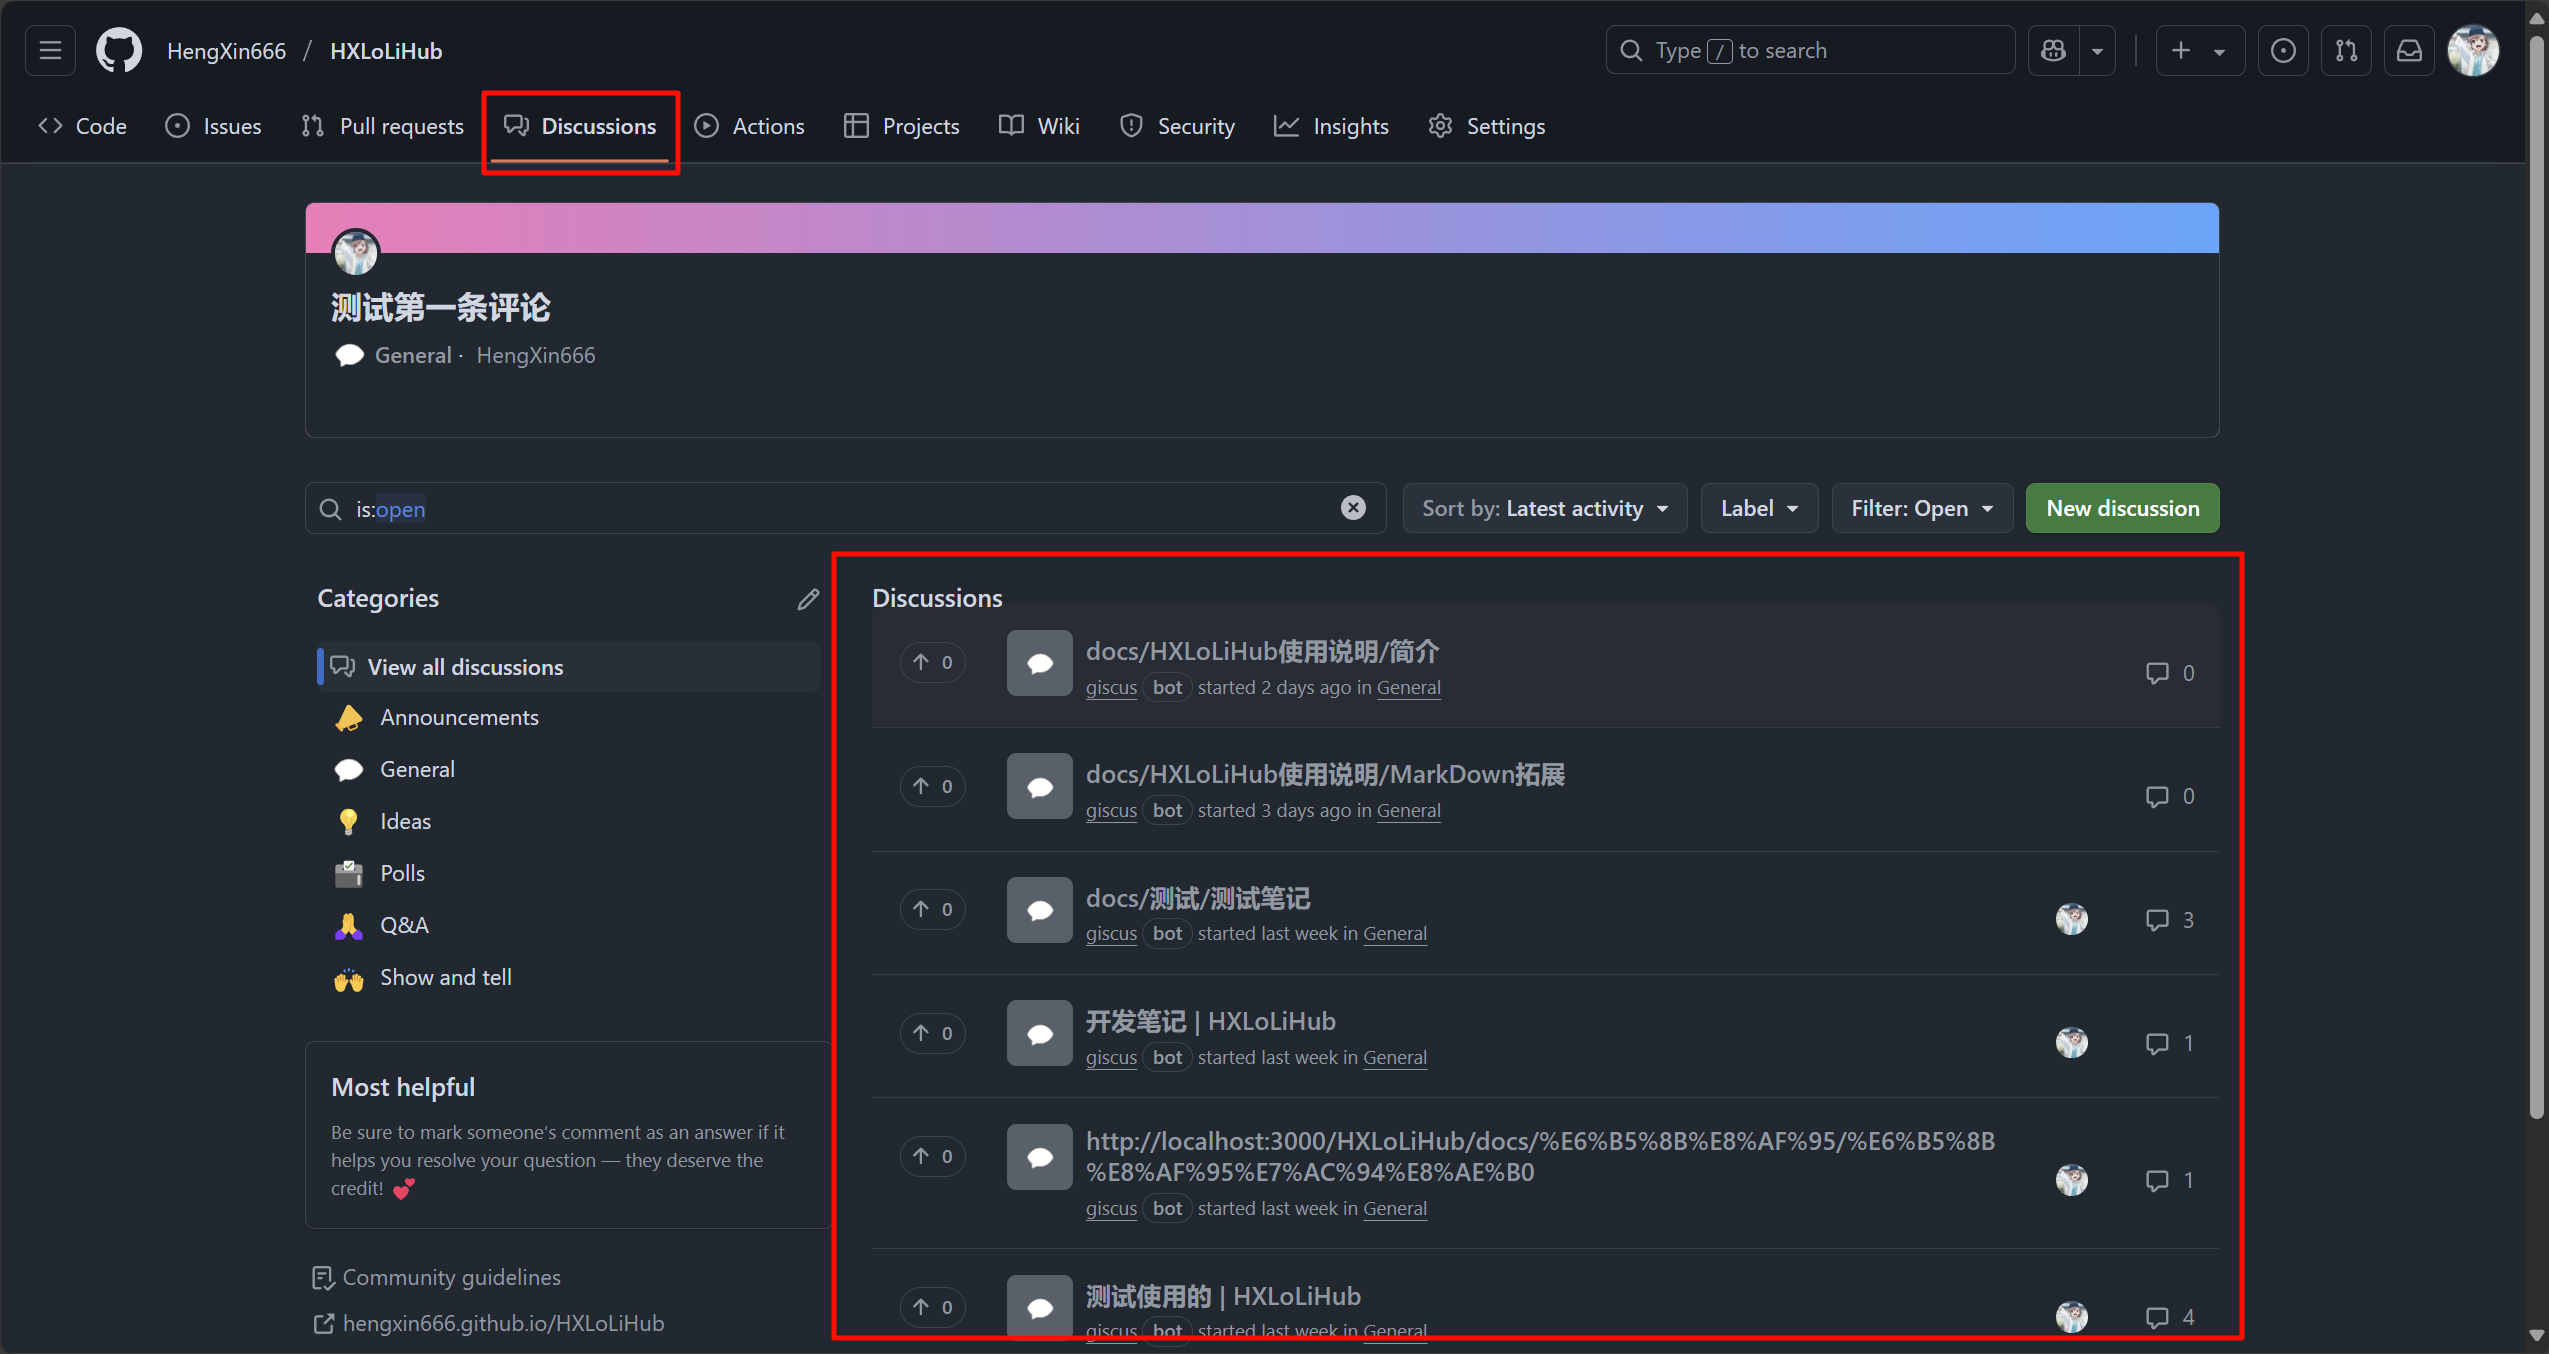 HengXin666 / HXLoLiHub
Type / to search
Code Issues Pull requests Discussions Actions Projects Wiki Security Insights Settings
测试第一条评论
General · HengXin666
is:open
Sort by: Latest activity
Label
Filter: Open
New discussion
Categories
View all discussions
Announcements
General
Ideas
Polls
Q&A
Show and tell
Most helpful
Be sure to mark someone's comment as an answer if it
helps you resolve your question — they deserve the
credit! 💕
Community guidelines
hengxin666.github.io/HXLoLiHub
Discussions
0
docs/HXLoLiHub使用说明/简介
0
giscus bot started 2 days ago in General
0
docs/HXLoLiHub使用说明/MarkDown拓展
0
giscus bot started 3 days ago in General
0
docs/测试/测试笔记
3
giscus bot started last week in General
0
开发笔记 | HXLoLiHub
1
giscus bot started last week in General
0
http://localhost:3000/HXLoLiHub/docs/%E6%B5%8B%E8%AF%95/%E6%B5%8B
%E8%AF%95%E7%AC%94%E8%AE%B0
1
giscus bot started last week in General
0
测试使用的 | HXLoLiHub
4
giscus bot started last week in General